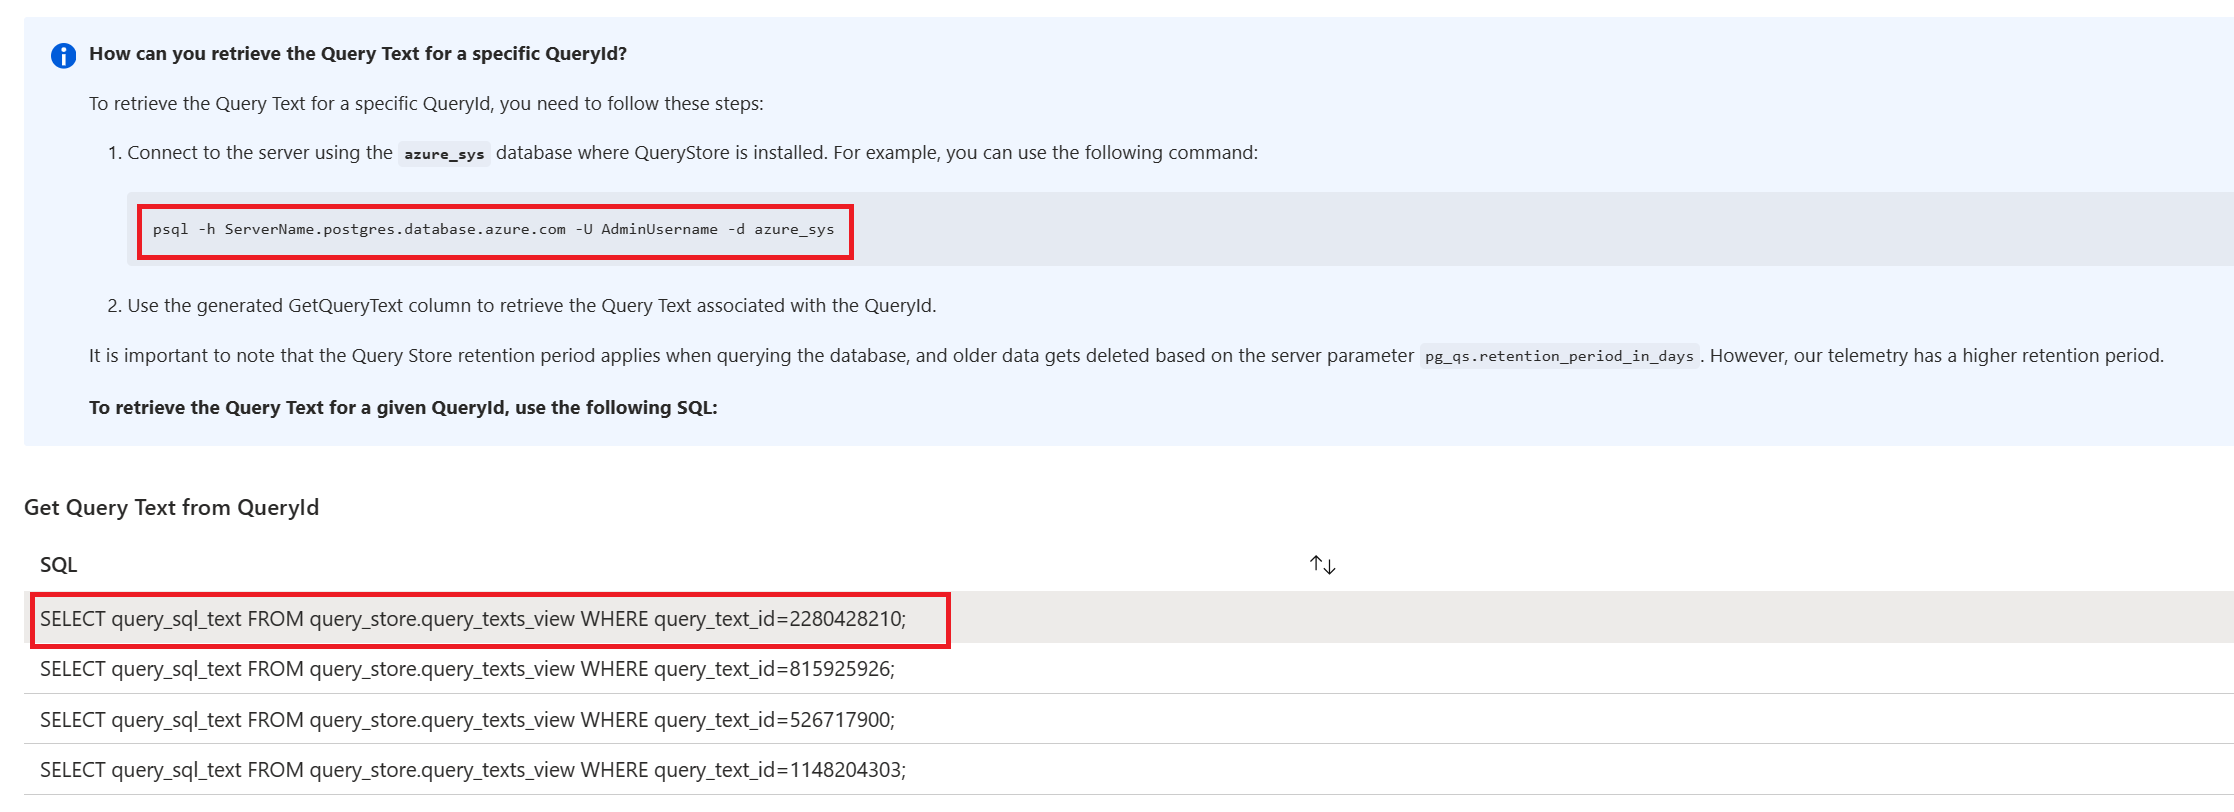 How can you retrieve the Query Text for a specific QueryId?
To retrieve the Query Text for a specific QueryId, you need to follow these steps:
1. Connect to the server using the azure_sys database where QueryStore is installed. For example, you can use the following command:
psql -h ServerName.postgres.database.azure.com -U AdminUsername -d azure_sys
2. Use the generated GetQueryText column to retrieve the Query Text associated with the QueryId.
It is important to note that the Query Store retention period applies when querying the database, and older data gets deleted based on the server parameter pg_qs.retention_period_in_days. However, our telemetry has a higher retention period.
To retrieve the Query Text for a given QueryId, use the following SQL:
Get Query Text from QueryId
SQL
SELECT query_sql_text FROM query_store.query_texts_view WHERE query_text_id=2280428210;
SELECT query_sql_text FROM query_store.query_texts_view WHERE query_text_id=815925926;
SELECT query_sql_text FROM query_store.query_texts_view WHERE query_text_id=526717900;
SELECT query_sql_text FROM query_store.query_texts_view WHERE query_text_id=1148204303;